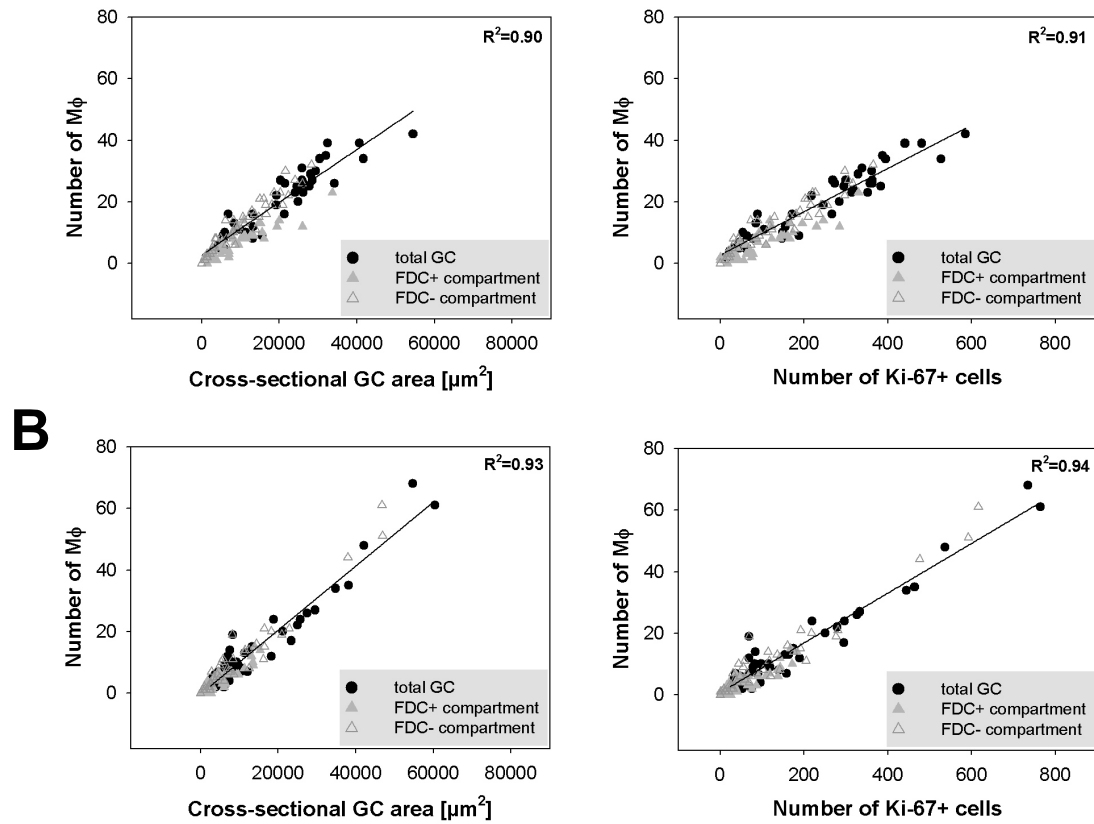 80
60
40
20
0
Number of Mϕ
R²=0.90
total GC
FDC+ compartment
FDC- compartment
0 20000 40000 60000 80000
Cross-sectional GC area [µm²]
80
60
40
20
0
Number of Mϕ
R²=0.91
total GC
FDC+ compartment
FDC- compartment
0 200 400 600 800
Number of Ki-67+ cells
B
80
60
40
20
0
Number of Mϕ
R²=0.93
total GC
FDC+ compartment
FDC- compartment
0 20000 40000 60000 80000
Cross-sectional GC area [µm²]
80
60
40
20
0
Number of Mϕ
R²=0.94
total GC
FDC+ compartment
FDC- compartment
0 200 400 600 800
Number of Ki-67+ cells